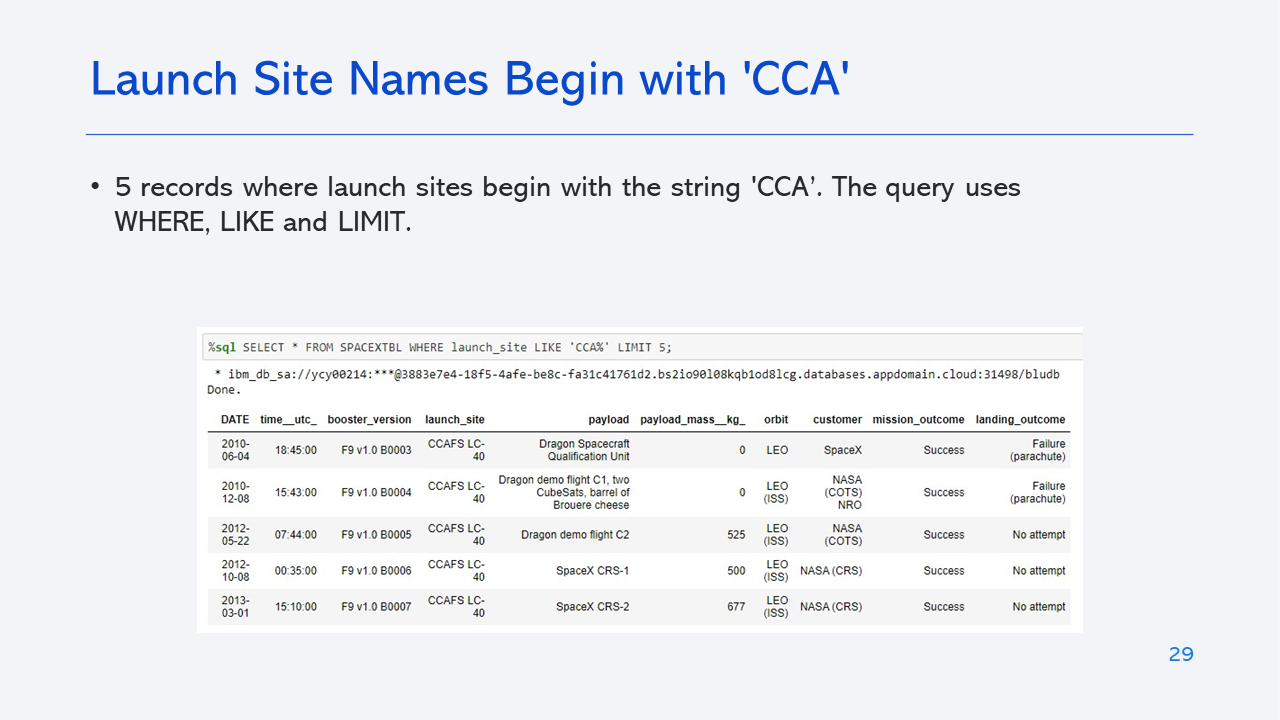 Launch Site Names Begin with 'CCA'
• 5 records where launch sites begin with the string 'CCA’. The query uses
WHERE, LIKE and LIMIT.
%sql SELECT * FROM SPACEXTBL WHERE launch_site LIKE 'CCA%' LIMIT 5;
* ibm_db_sa://ycy00214:***@3883e7e4-18f5-4afe-be8c-fa31c41761d2.bs2io90l08kqb1od8lcg.databases.appdomain.cloud:31498/bludb
Done.
DATE time__utc_ booster_version launch_site payload payload_mass__kg_ orbit customer mission_outcome landing_outcome
2010-06-04 18:45:00 F9 v1.0 B0003 CCAFS LC-40 Dragon Spacecraft Qualification Unit 0 LEO SpaceX Success Failure (parachute)
2010-12-08 15:43:00 F9 v1.0 B0004 CCAFS LC-40 Dragon demo flight C1, two CubeSats, barrel of Brouere cheese 0 LEO (ISS) NASA (COTS) NRO Success Failure (parachute)
2012-05-22 07:44:00 F9 v1.0 B0005 CCAFS LC-40 Dragon demo flight C2 525 LEO (ISS) NASA (COTS) Success No attempt
2012-10-08 00:35:00 F9 v1.0 B0006 CCAFS LC-40 SpaceX CRS-1 500 LEO (ISS) NASA (CRS) Success No attempt
2013-03-01 15:10:00 F9 v1.0 B0007 CCAFS LC-40 SpaceX CRS-2 677 LEO (ISS) NASA (CRS) Success No attempt
29